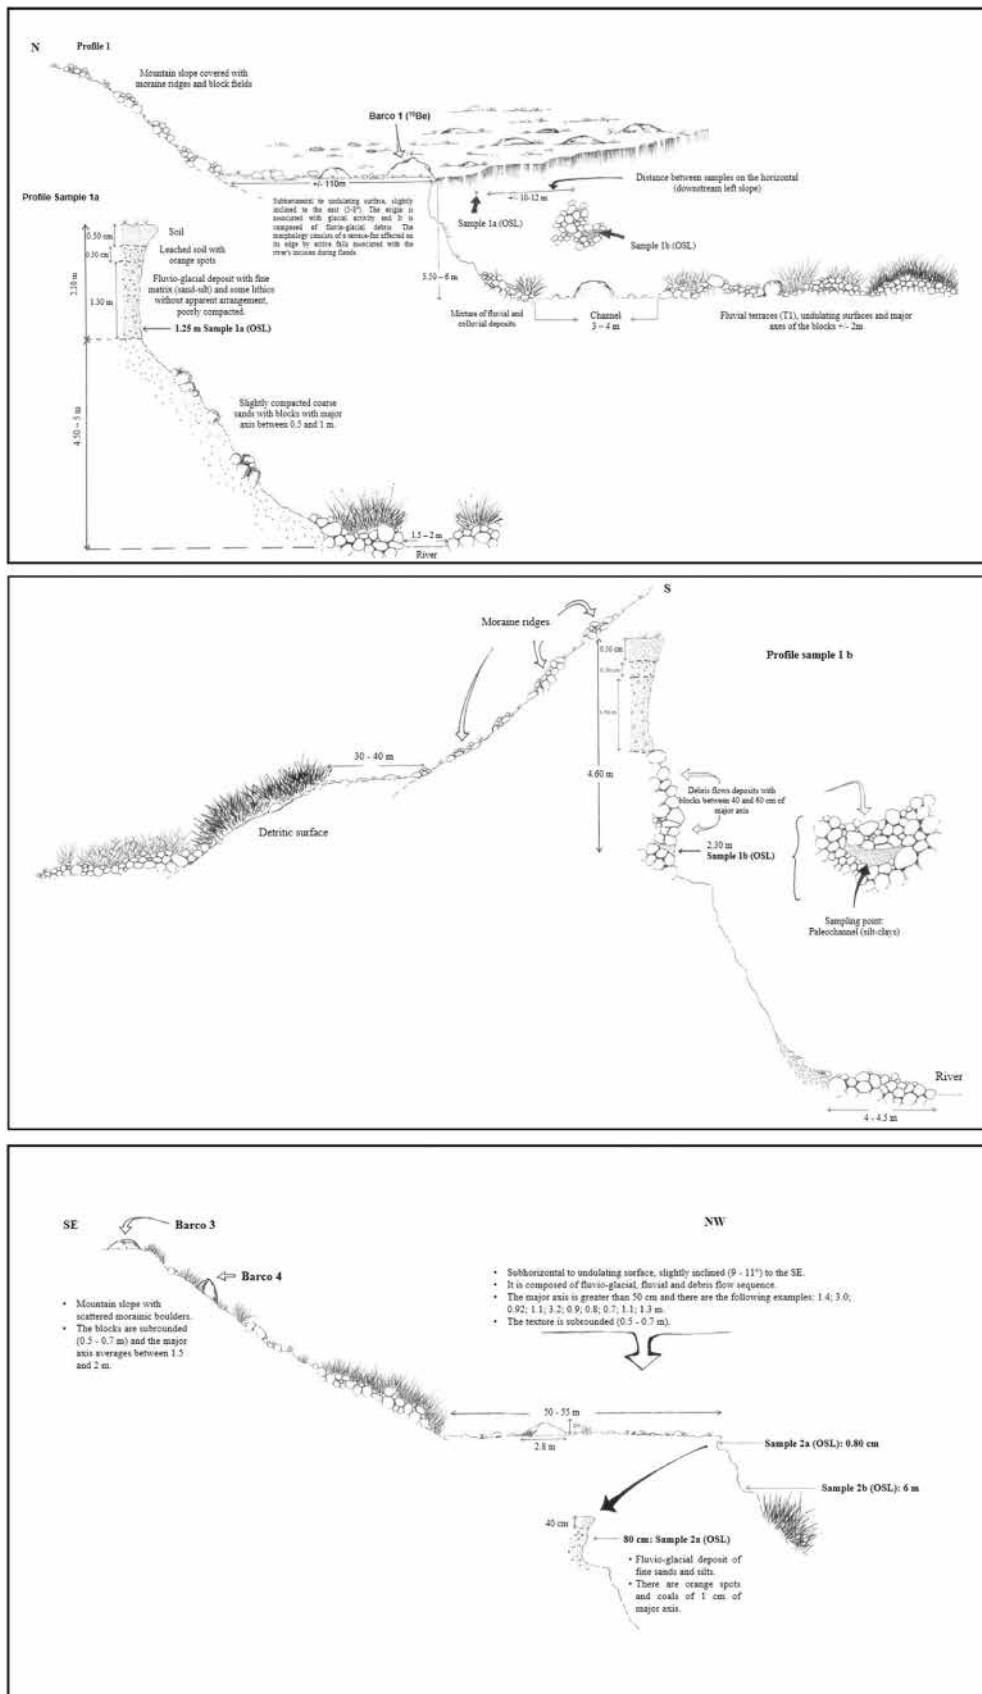 N
Profile 1
Mountain slope covered with
moraine ridges and block fields
Barco 1 (¹⁰Be)
+/- 110m
Subhorizontal to undulating surface, slightly
inclined to the east (5-8°). The origin is
associated with glacial activity and It is
composed of fluvio-glacial debris. The
morphology consists of a terrace-fan affected on
its edge by active falls associated with the
river's incision during floods
Distance between samples on the horizontal
(downstream left slope)
+/- 10-12 m
Sample 1a (OSL)
Sample 1b (OSL)
5.50 – 6 m
Mixture of fluvial and
colluvial deposits
Channel
3 – 4 m
Fluvial terraces (T1), undulating surfaces and major
axes of the blocks +/- 2m.
Profile Sample 1a
0.50 cm
0.30 cm
2.10 m
1.30 m
Soil
Leached soil with
orange spots
Fluvio-glacial deposit with fine
matrix (sand-silt) and some lithics
without apparent arrangement,
poorly compacted.
1.25 m Sample 1a (OSL)
4.50 – 5 m
Slightly compacted coarse
sands with blocks with major
axis between 0.5 and 1 m.
1.5 – 2 m
River
S
Moraine ridges
Profile sample 1 b
0.50 cm
30 - 40 m
4.60 m
Detritic surface
Debris flows deposits with
blocks between 40 and 60 cm of
major axis
2.30 m
Sample 1b (OSL)
Sampling point:
Paleochannel (silt-clays)
River
4 - 4.5 m
SE
Barco 3
NW
Barco 4
• Subhorizontal to undulating surface, slightly inclined (9 - 11°) to the SE.
• It is composed of fluvio-glacial, fluvial and debris flow sequence.
• The major axis is greater than 50 cm and there are the following examples: 1.4; 3.0;
0.92; 1.1; 3.2; 0.9; 0.8; 0.7; 1.1; 1.3 m.
• The texture is subrounded (0.5 - 0.7 m).
• Mountain slope with
scattered morainic boulders.
• The blocks are subrounded
(0.5 - 0.7 m) and the major
axis averages between 1.5
and 2 m.
50 - 55 m
2.8 m
Sample 2a (OSL): 0.80 cm
Sample 2b (OSL): 6 m
40 cm
80 cm: Sample 2a (OSL)
• Fluvio-glacial deposit of
fine sands and silts.
• There are orange spots
and coals of 1 cm of
major axis.